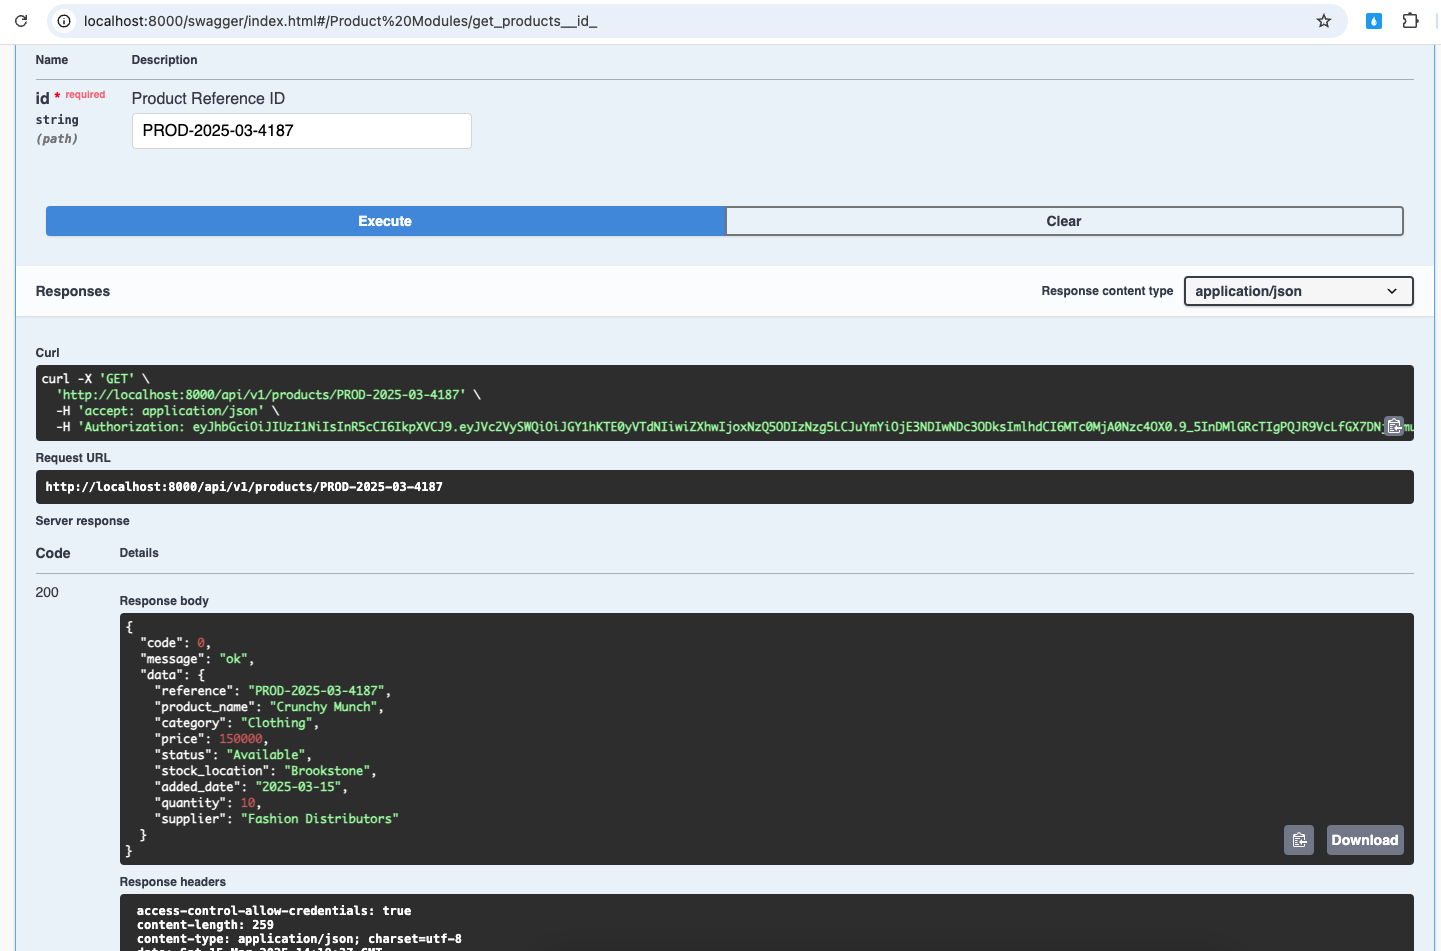 localhost:8000/swagger/index.html#/Product%20Modules/get_products__id_
Name Description
id * required Product Reference ID
string
(path)
PROD-2025-03-4187
Execute Clear
Responses Response content type application/json
Curl
curl -X 'GET' \
'http://localhost:8000/api/v1/products/PROD-2025-03-4187' \
-H 'accept: application/json' \
-H 'Authorization:
Request URL
http://localhost:8000/api/v1/products/PROD-2025-03-4187
Server response
Code Details
200
Response body
{
"code": 0,
"message": "ok",
"data": {
"reference": "PROD-2025-03-4187",
"product_name": "Crunchy Munch",
"category": "Clothing",
"price": 150000,
"status": "Available",
"stock_location": "Brookstone",
"added_date": "2025-03-15",
"quantity": 10,
"supplier": "Fashion Distributors"
}
}
Download
Response headers
access-control-allow-credentials: true
content-length: 259
content-type: application/json; charset=utf-8